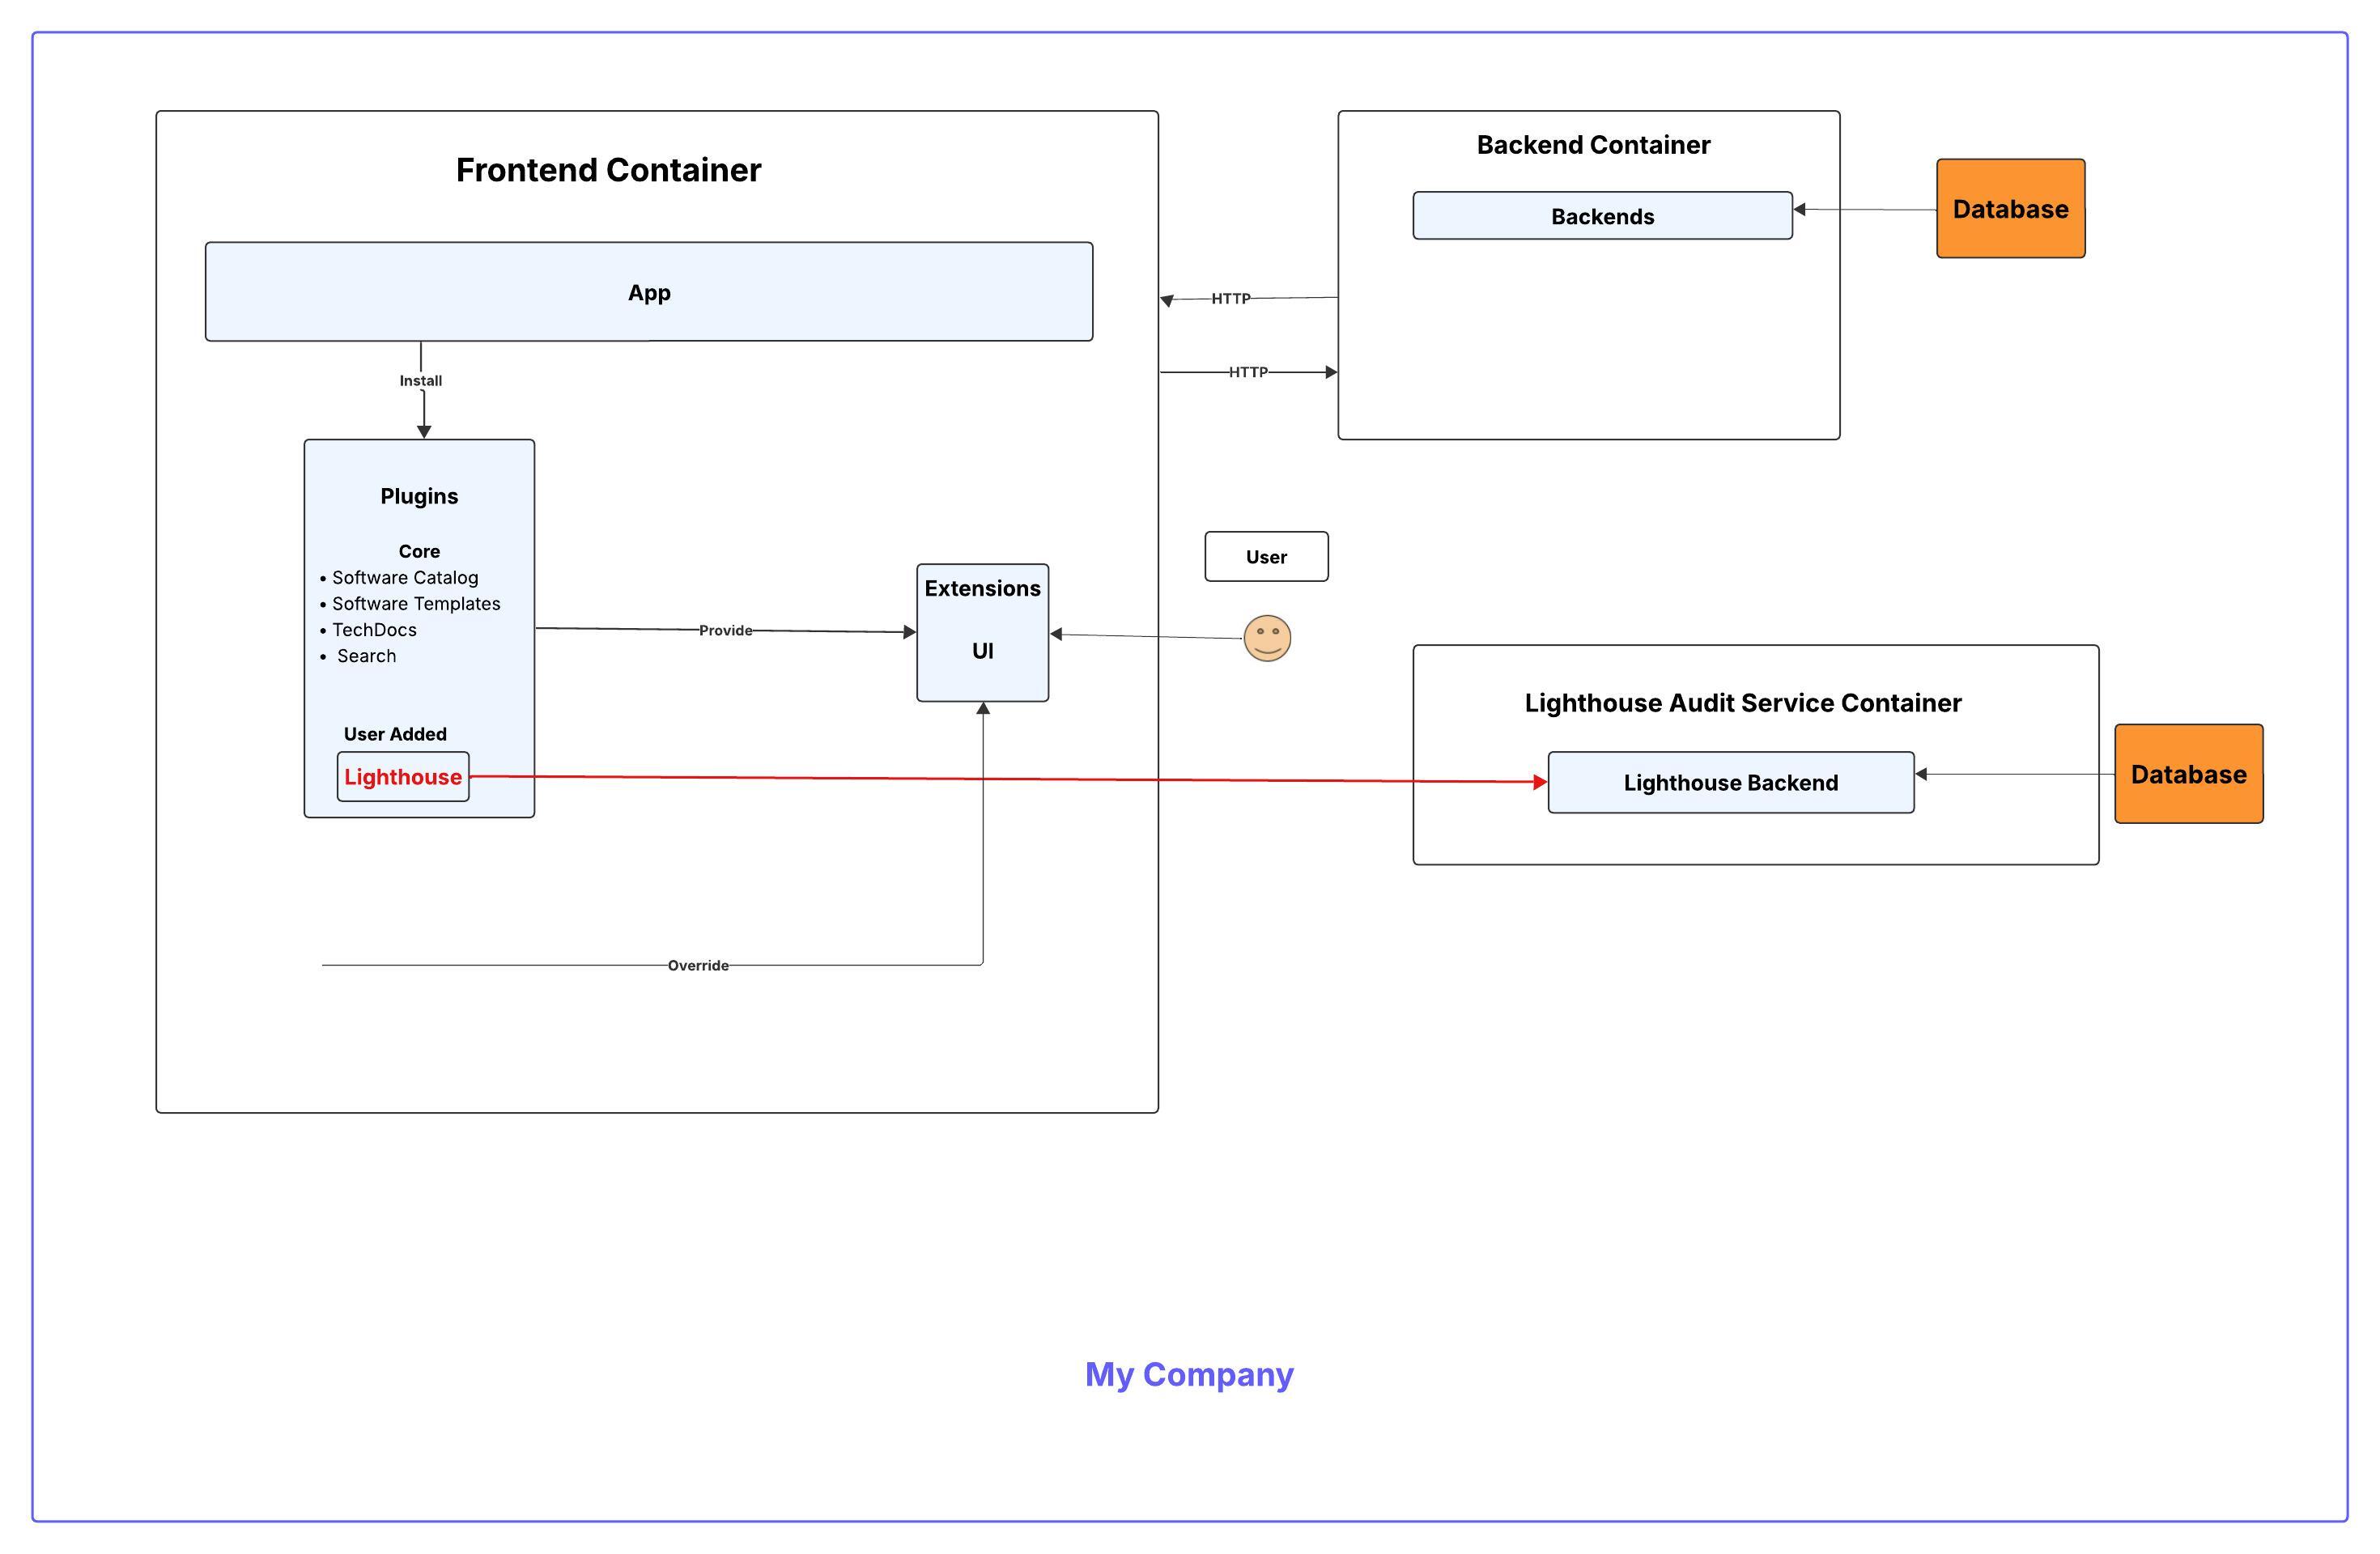 Frontend Container
App
Install
Plugins
Core
• Software Catalog
• Software Templates
• TechDocs
• Search
User Added
Lighthouse
Provide
Extensions
UI
Override
HTTP
HTTP
Backend Container
Backends
Database
User
Lighthouse Audit Service Container
Lighthouse Backend
Database
My Company